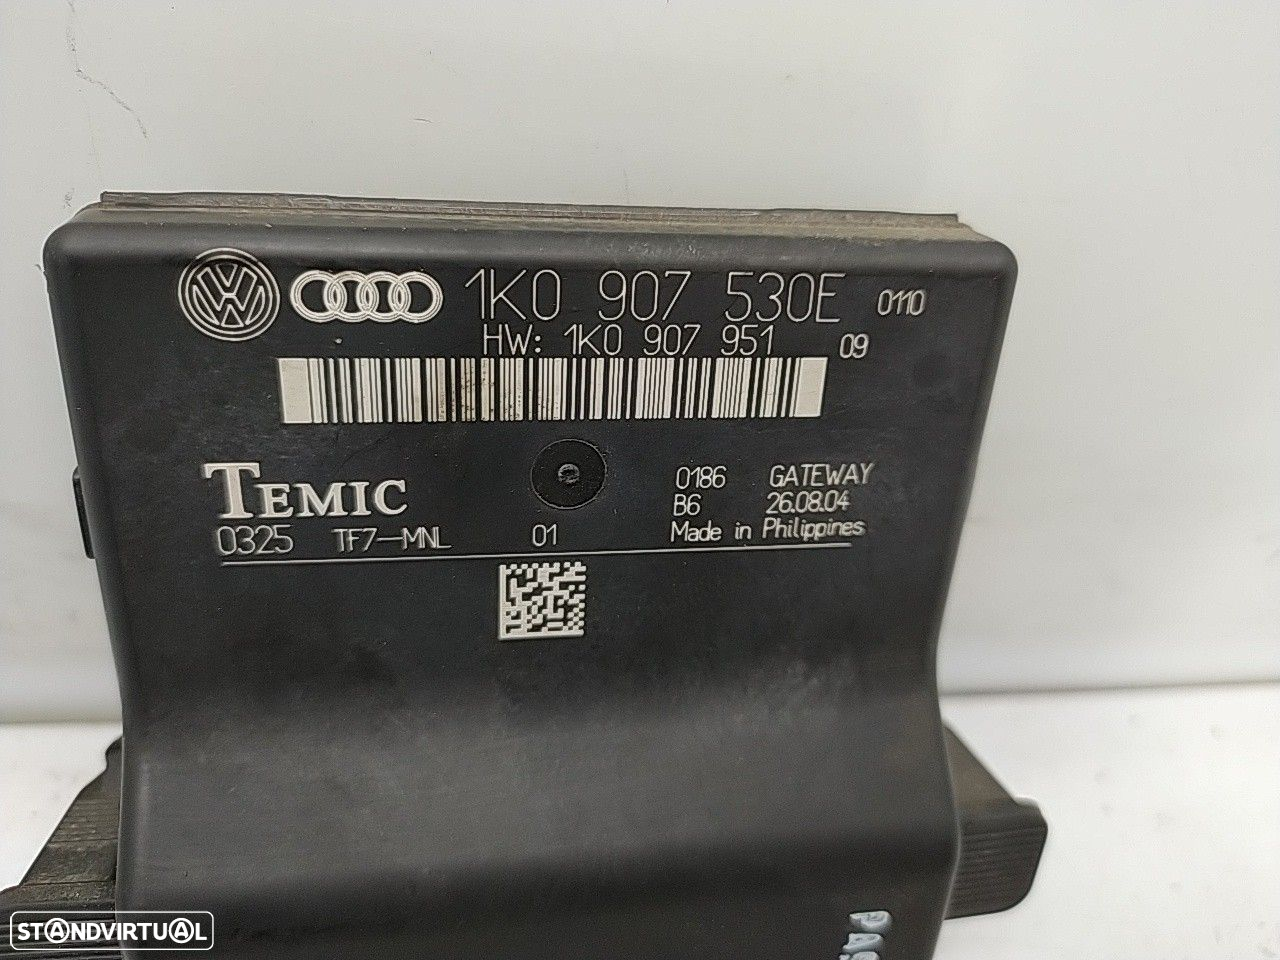 1K0 907 530E 0110
HW: 1K0 907 951 09
TEMIC
0186 GATEWAY
B6 26.08.04
0325 TF7-MNL 01 Made in Philippines
STANDVIRTUAL